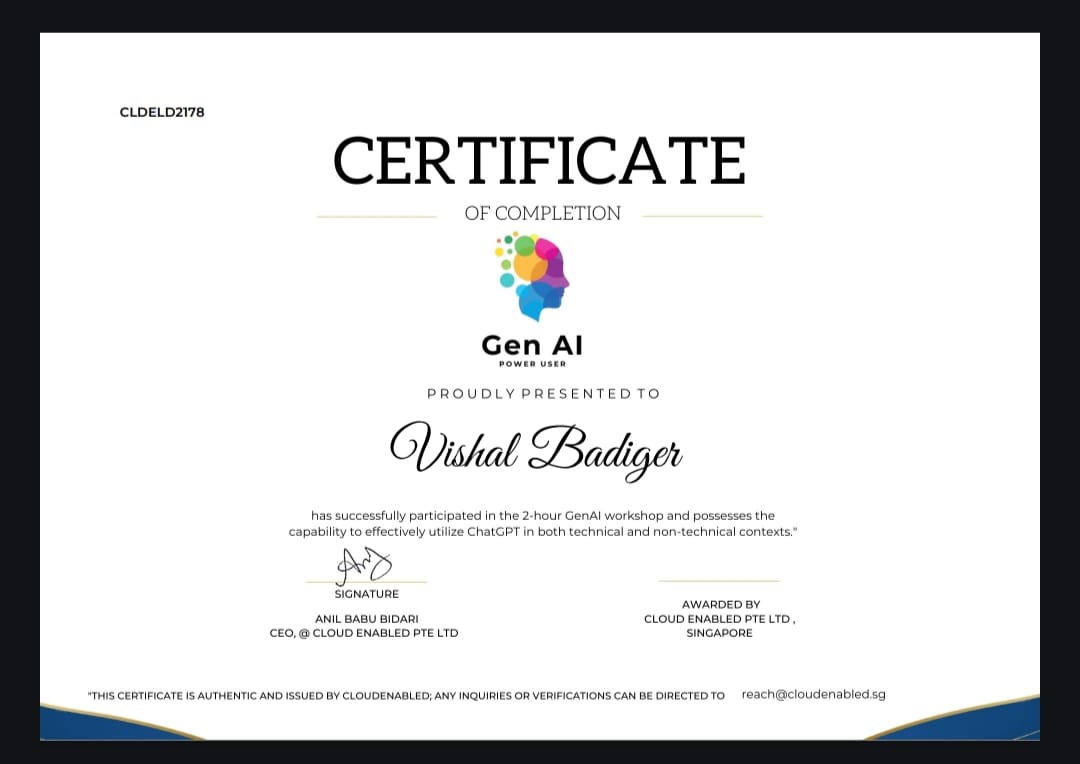 CLDELD2178
CERTIFICATE
OF COMPLETION
Gen AI
POWER USER
PROUDLY PRESENTED TO
Vishal Badiger
has successfully participated in the 2-hour GenAI workshop and possesses the
capability to effectively utilize ChatGPT in both technical and non-technical contexts."
SIGNATURE
ANIL BABU BIDARI
CEO, @ CLOUD ENABLED PTE LTD
AWARDED BY
CLOUD ENABLED PTE LTD ,
SINGAPORE
"THIS CERTIFICATE IS AUTHENTIC AND ISSUED BY CLOUDENABLED; ANY INQUIRIES OR VERIFICATIONS CAN BE DIRECTED TO reach@cloudenabled.sg